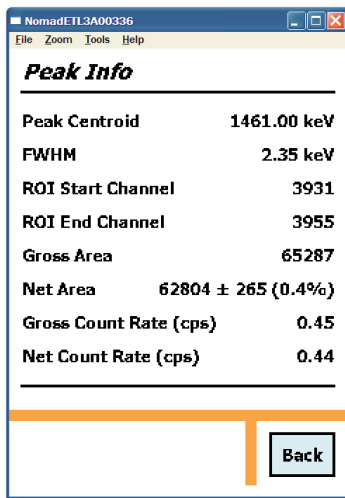 NomadETL3A00336
File Zoom Tools Help
Peak Info
Peak Centroid 1461.00 keV
FWHM 2.35 keV
ROI Start Channel 3931
ROI End Channel 3955
Gross Area 65287
Net Area 62804 ± 265 (0.4%)
Gross Count Rate (cps) 0.45
Net Count Rate (cps) 0.44
Back